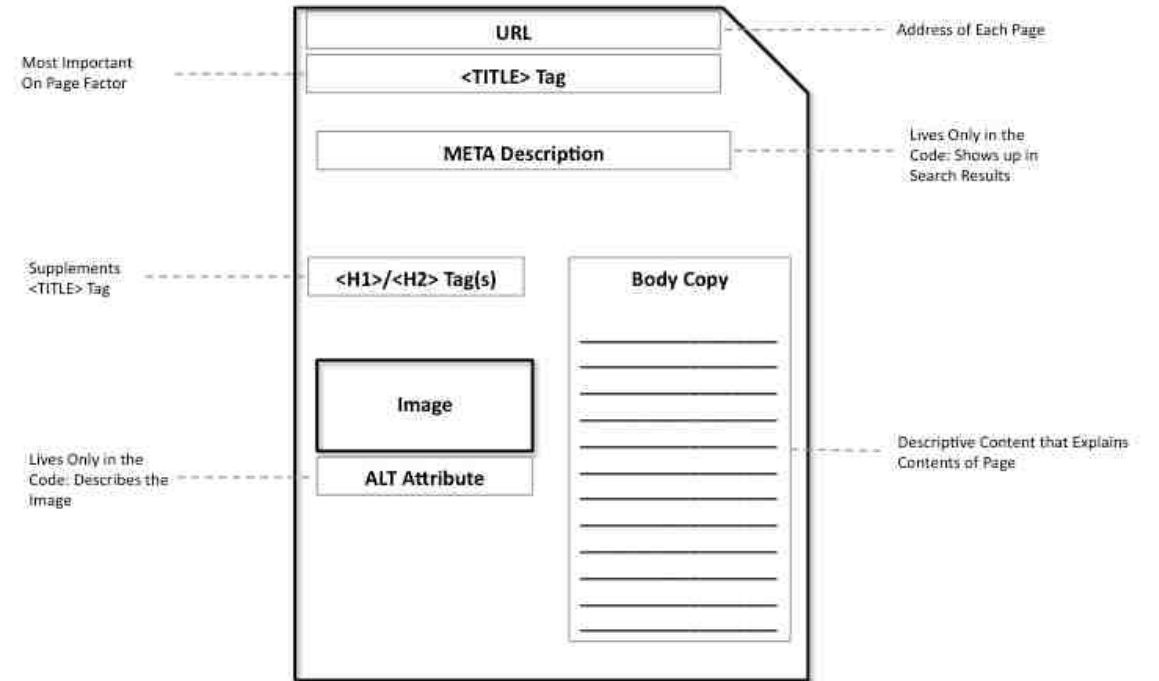 URL
Address of Each Page
Most Important
On Page Factor
<TITLE> Tag
META Description
Lives Only in the
Code: Shows up in
Search Results
Supplements
<TITLE> Tag
<H1>/<H2> Tag(s)
Body Copy
Image
Descriptive Content that Explains
Contents of Page
Lives Only in the
Code: Describes the
Image
ALT Attribute